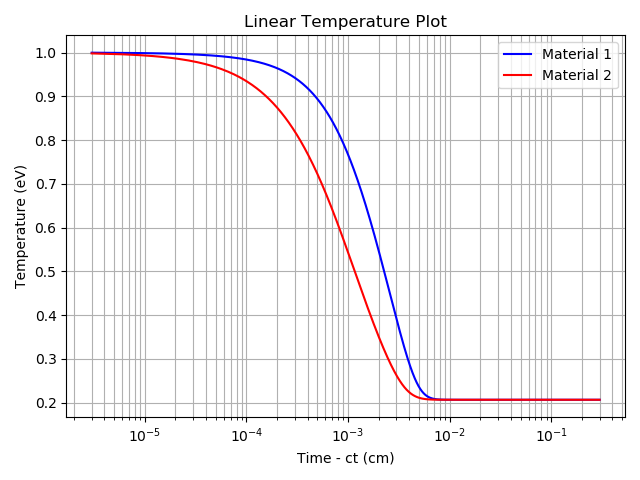 Linear Temperature Plot
Material 1
Material 2
Temperature (eV)
1.0
0.9
0.8
0.7
0.6
0.5
0.4
0.3
0.2
10⁻⁵ 10⁻⁴ 10⁻³ 10⁻² 10⁻¹
Time - ct (cm)